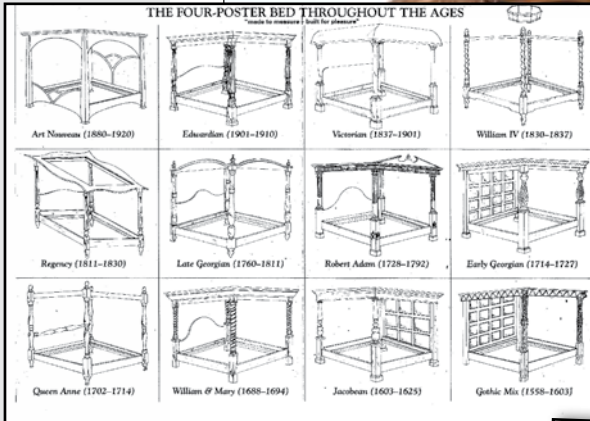 THE FOUR-POSTER BED THROUGHOUT THE AGES
"made to measure - built for pleasure"
Art Nouveau (1880–1920)
Edwardian (1901–1910)
Victorian (1837–1901)
William IV (1830–1837)
Regency (1811–1830)
Late Georgian (1760–1811)
Robert Adam (1728–1792)
Early Georgian (1714–1727)
Queen Anne (1702–1714)
William & Mary (1688–1694)
Jacobean (1603–1625)
Gothic Mix (1558–1603)